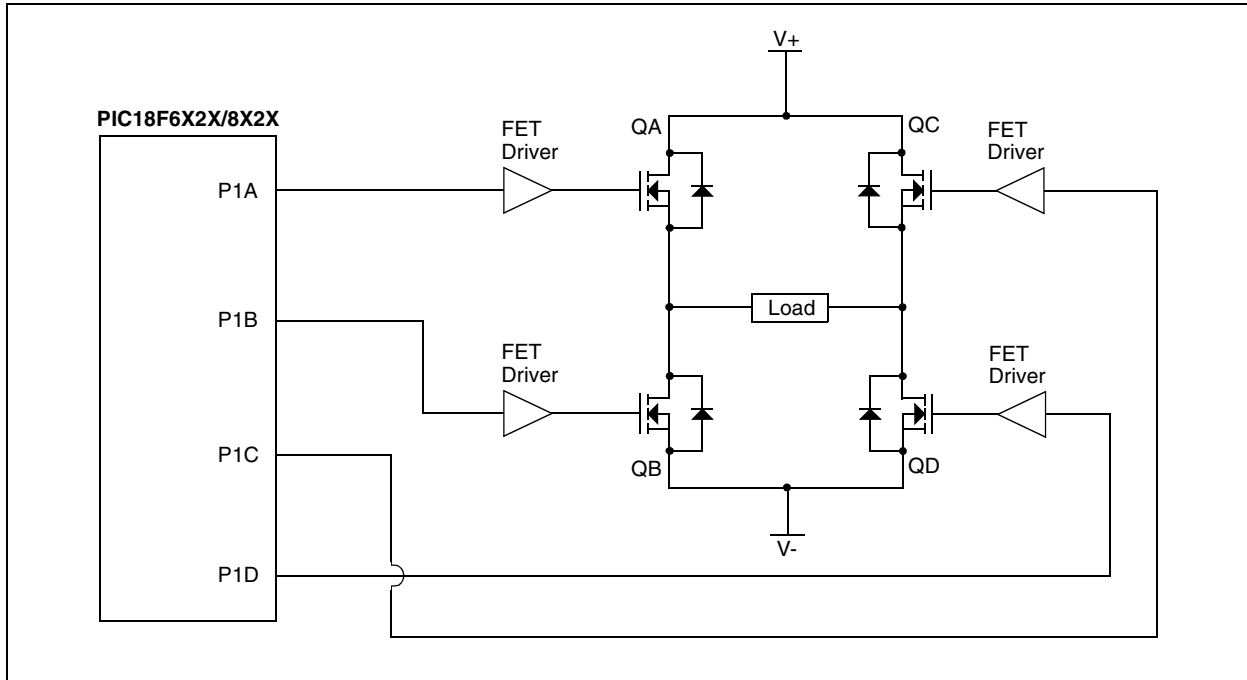 V+
PIC18F6X2X/8X2X
FET
Driver
QA
QC
FET
Driver
P1A
P1B
Load
FET
Driver
FET
Driver
P1C
QB
QD
V-
P1D